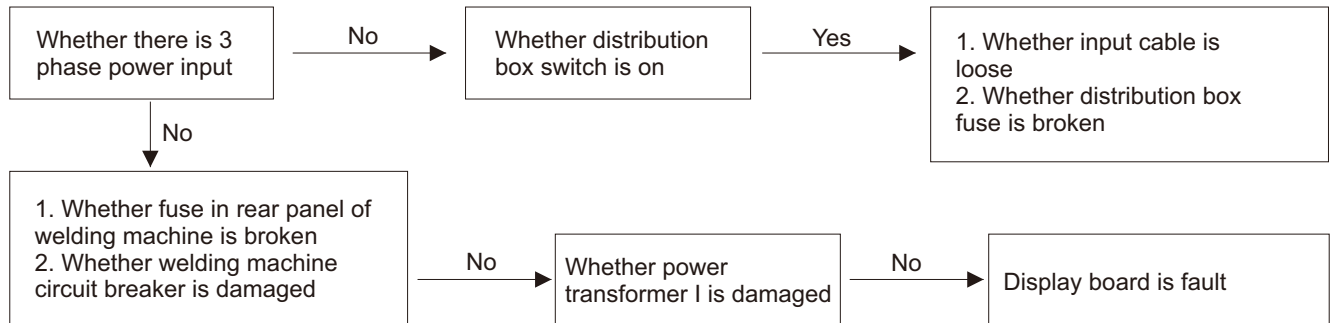 Whether there is 3
phase power input
No
Whether distribution
box switch is on
Yes
1. Whether input cable is
loose
2. Whether distribution box
fuse is broken
No
1. Whether fuse in rear panel of
welding machine is broken
2. Whether welding machine
circuit breaker is damaged
No
Whether power
transformer I is damaged
No
Display board is fault